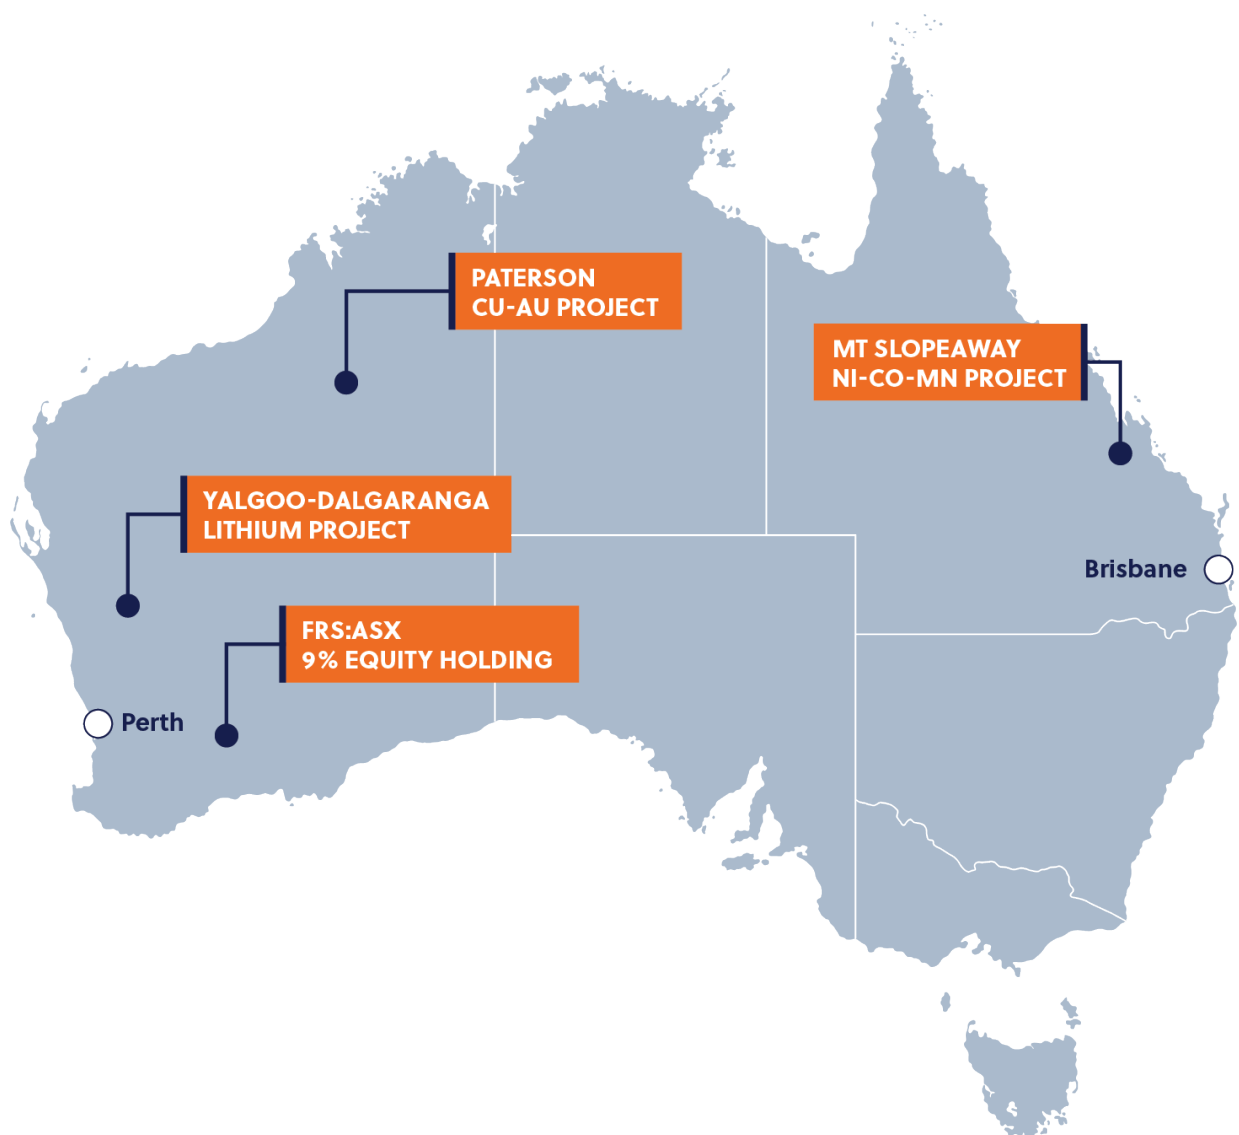 PATERSON
CU-AU PROJECT
MT SLOPEAWAY
NI-CO-MN PROJECT
YALGOO-DALGARANGA
LITHIUM PROJECT
Brisbane
FRS:ASX
9% EQUITY HOLDING
Perth